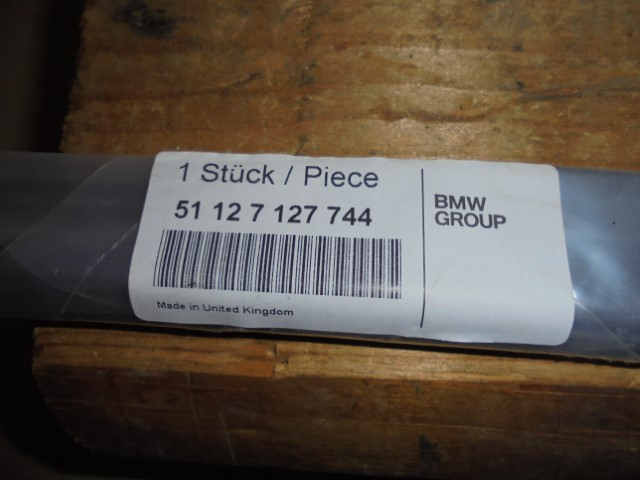 1 Stück / Piece
51 12 7 127 744
Made in United Kingdom
BMW
GROUP